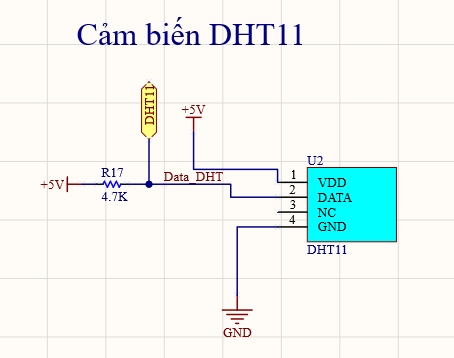 Cảm biến DHT11
DHT11
+5V
U2
R17
+5V
4.7K
Data_DHT
1 VDD
2 DATA
3 NC
4 GND
DHT11
GND